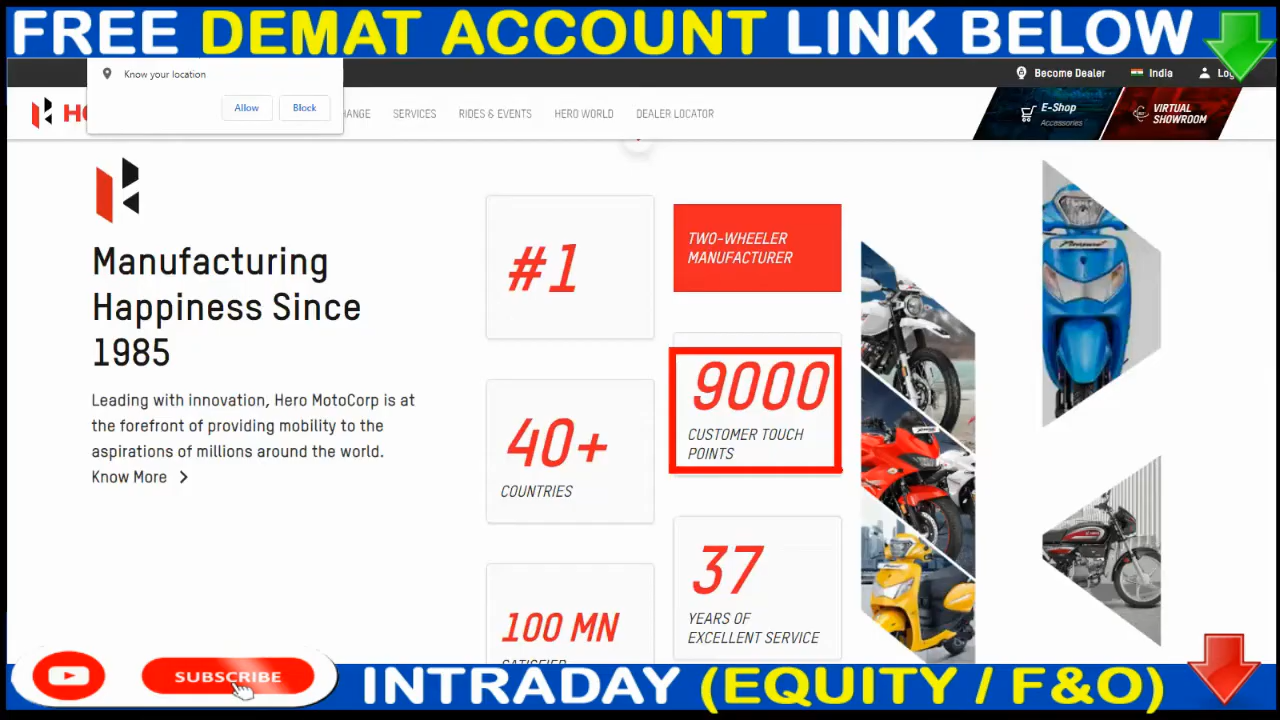 FREE DEMAT ACCOUNT LINK BELOW
Know your location
Allow
Block
Become Dealer
India
HANGE
SERVICES
RIDES & EVENTS
HERO WORLD
DEALER LOCATOR
E-Shop
Accessories
VIRTUAL
SHOWROOM
Manufacturing
Happiness Since
1985
Leading with innovation, Hero MotoCorp is at
the forefront of providing mobility to the
aspirations of millions around the world.
Know More
#1
TWO-WHEELER
MANUFACTURER
40+
COUNTRIES
9000
CUSTOMER TOUCH
POINTS
100 MN
SATISFIED
37
YEARS OF
EXCELLENT SERVICE
SUBSCRIBE
INTRADAY (EQUITY / F&O)